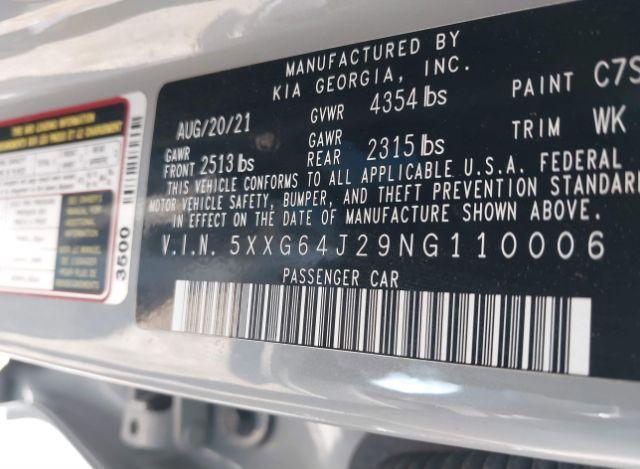 MANUFACTURED BY
KIA GEORGIA, INC.
AUG/20/21
GVWR 4354 lbs
PAINT C7S
GAWR
FRONT 2513 lbs
GAWR
REAR 2315 lbs
TRIM WK
THIS VEHICLE CONFORMS TO ALL APPLICABLE U.S.A. FEDERAL
MOTOR VEHICLE SAFETY, BUMPER, AND THEFT PREVENTION STANDAR
IN EFFECT ON THE DATE OF MANUFACTURE SHOWN ABOVE.
V.I.N. 5XXG64J29NG110006
PASSENGER CAR
3500